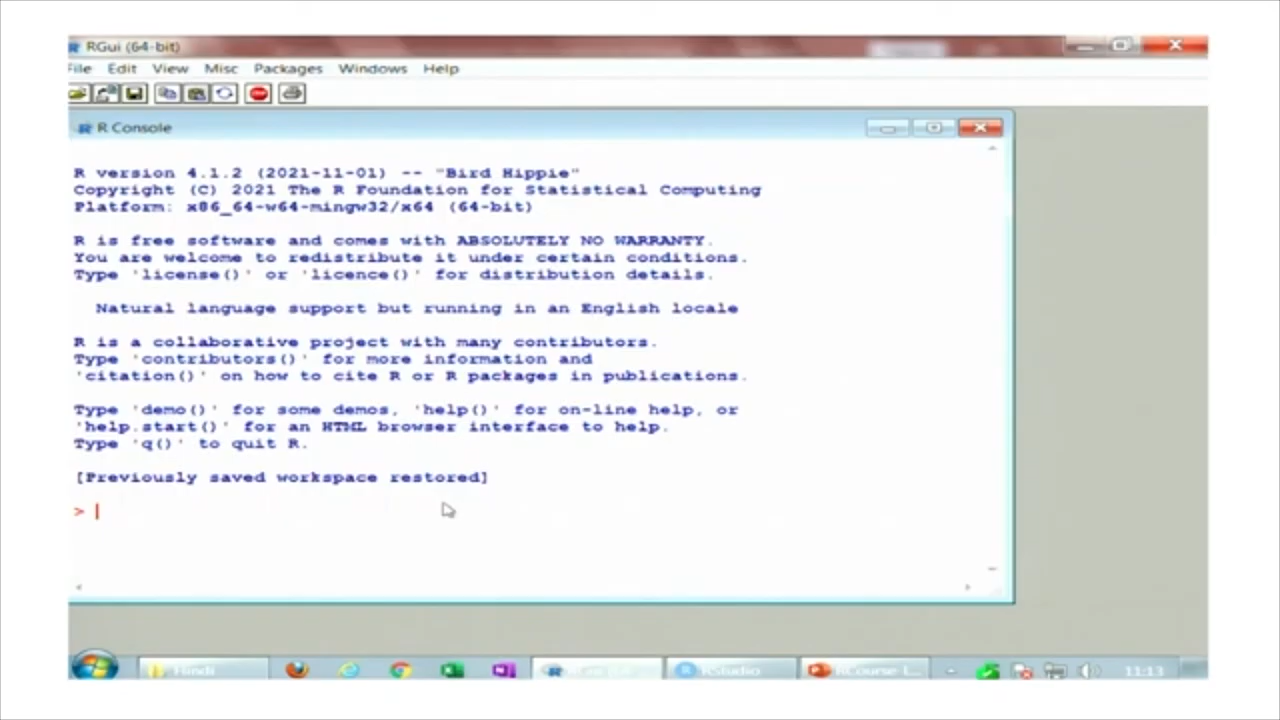 RGui (64-bit)
File Edit View Misc Packages Windows Help
STOP
R Console
R version 4.1.2 (2021-11-01) -- "Bird Hippie"
Copyright (C) 2021 The R Foundation for Statistical Computing
Platform: x86_64-w64-mingw32/x64 (64-bit)
R is free software and comes with ABSOLUTELY NO WARRANTY.
You are welcome to redistribute it under certain conditions.
Type 'license()' or 'licence()' for distribution details.
Natural language support but running in an English locale
R is a collaborative project with many contributors.
Type 'contributors()' for more information and
'citation()' on how to cite R or R packages in publications.
Type 'demo()' for some demos, 'help()' for on-line help, or
'help.start()' for an HTML browser interface to help.
Type 'q()' to quit R.
[Previously saved workspace restored]
>
Hindi RStudio RCourse L... 11:13